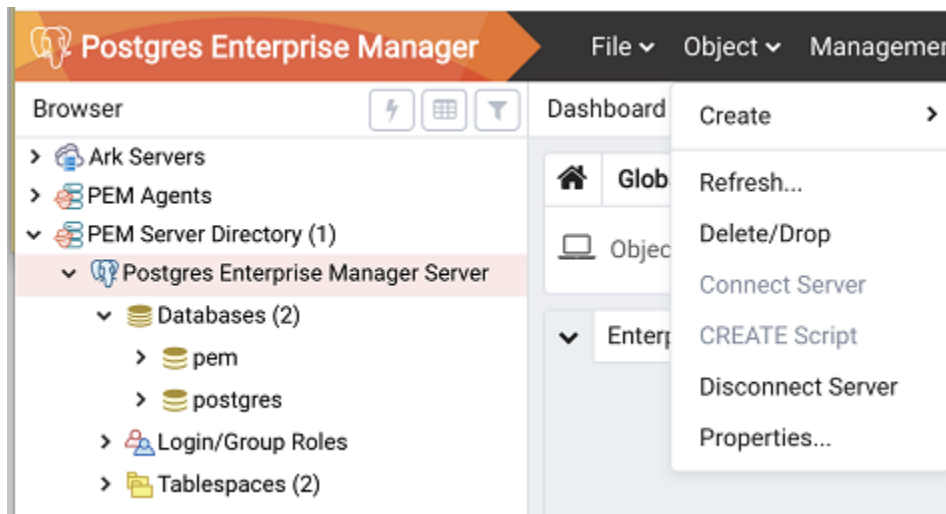 Postgres Enterprise Manager
File
Object
Managemen
Browser
Ark Servers
PEM Agents
PEM Server Directory (1)
Postgres Enterprise Manager Server
Databases (2)
pem
postgres
Login/Group Roles
Tablespaces (2)
Dashboard
Glob
Objec
Enterp
Create
Refresh...
Delete/Drop
Connect Server
CREATE Script
Disconnect Server
Properties...